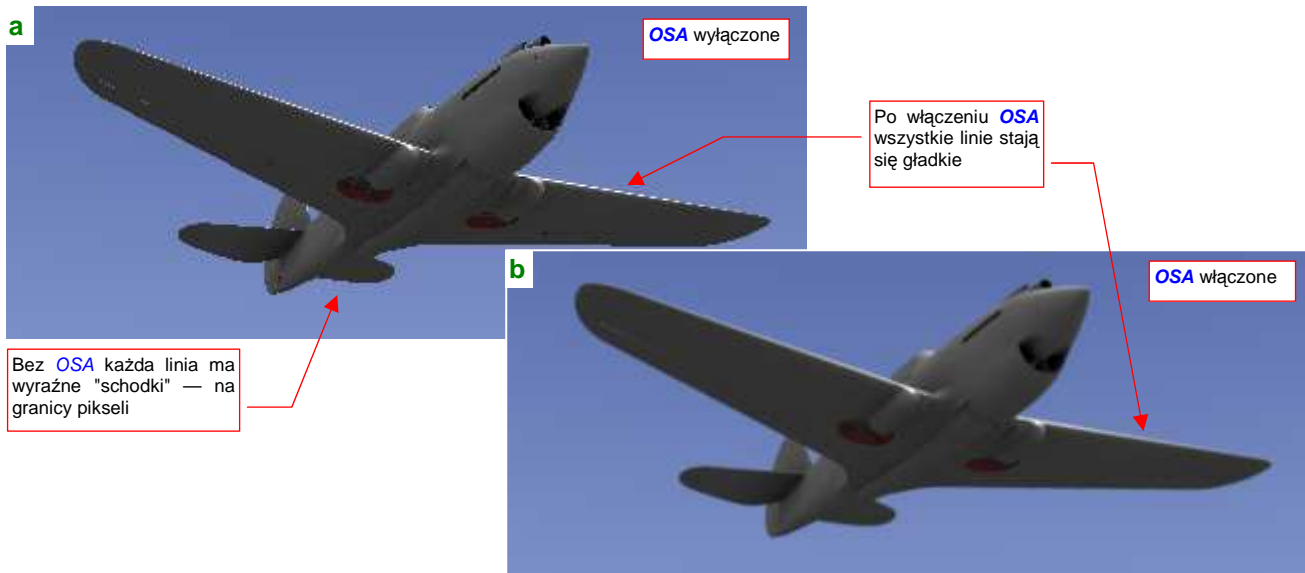 a
OSA wyłączone
Po włączeniu OSA
wszystkie linie stają
się gładkie
b
OSA włączone
Bez OSA każda linia ma
wyraźne "schodki" — na
granicy pikseli